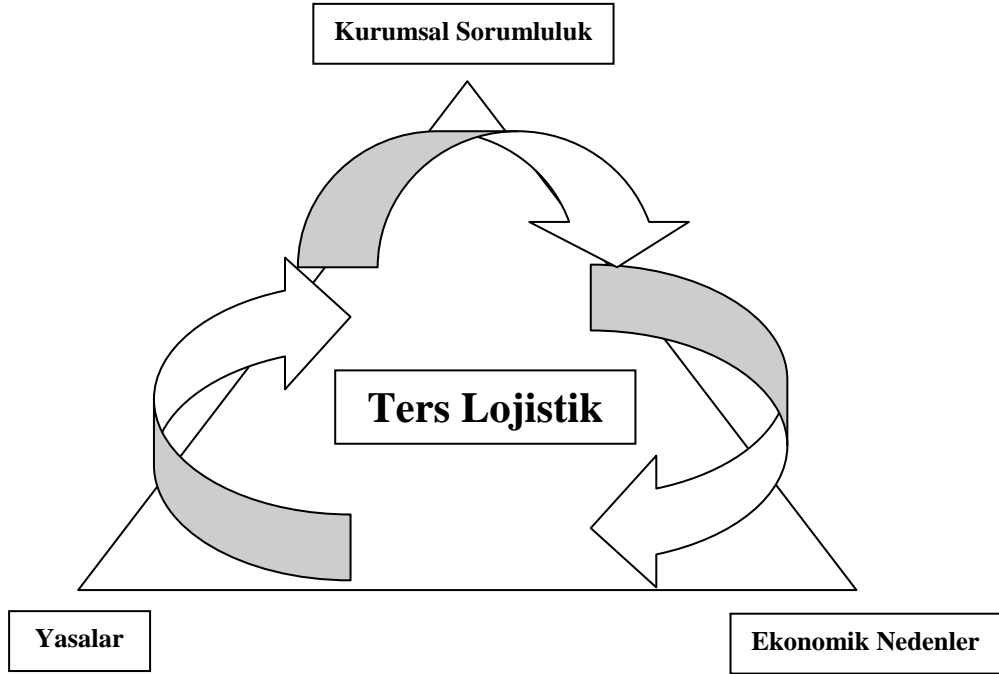 Kurumsal Sorumluluk
Ters Lojistik
Yasalar
Ekonomik Nedenler